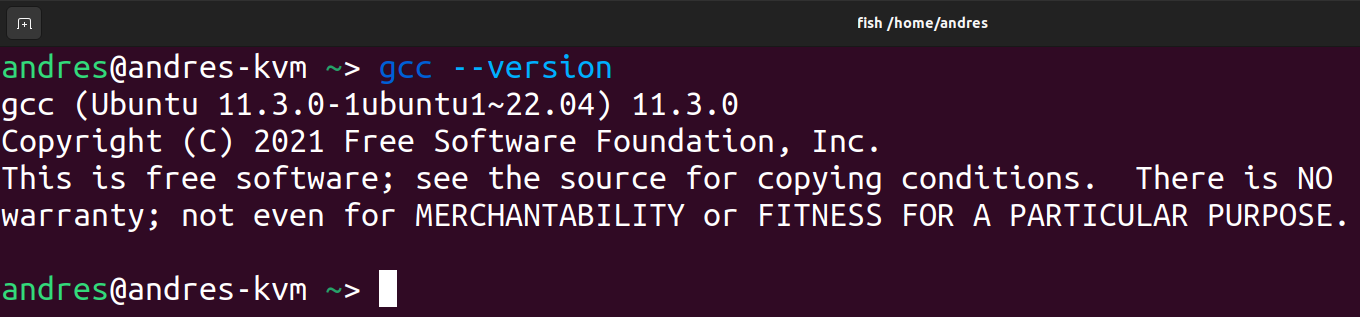 fish /home/andres
andres@andres-kvm ~> gcc --version
gcc (Ubuntu 11.3.0-1ubuntu1~22.04) 11.3.0
Copyright (C) 2021 Free Software Foundation, Inc.
This is free software; see the source for copying conditions.  There is NO
warranty; not even for MERCHANTABILITY or FITNESS FOR A PARTICULAR PURPOSE.
andres@andres-kvm ~>